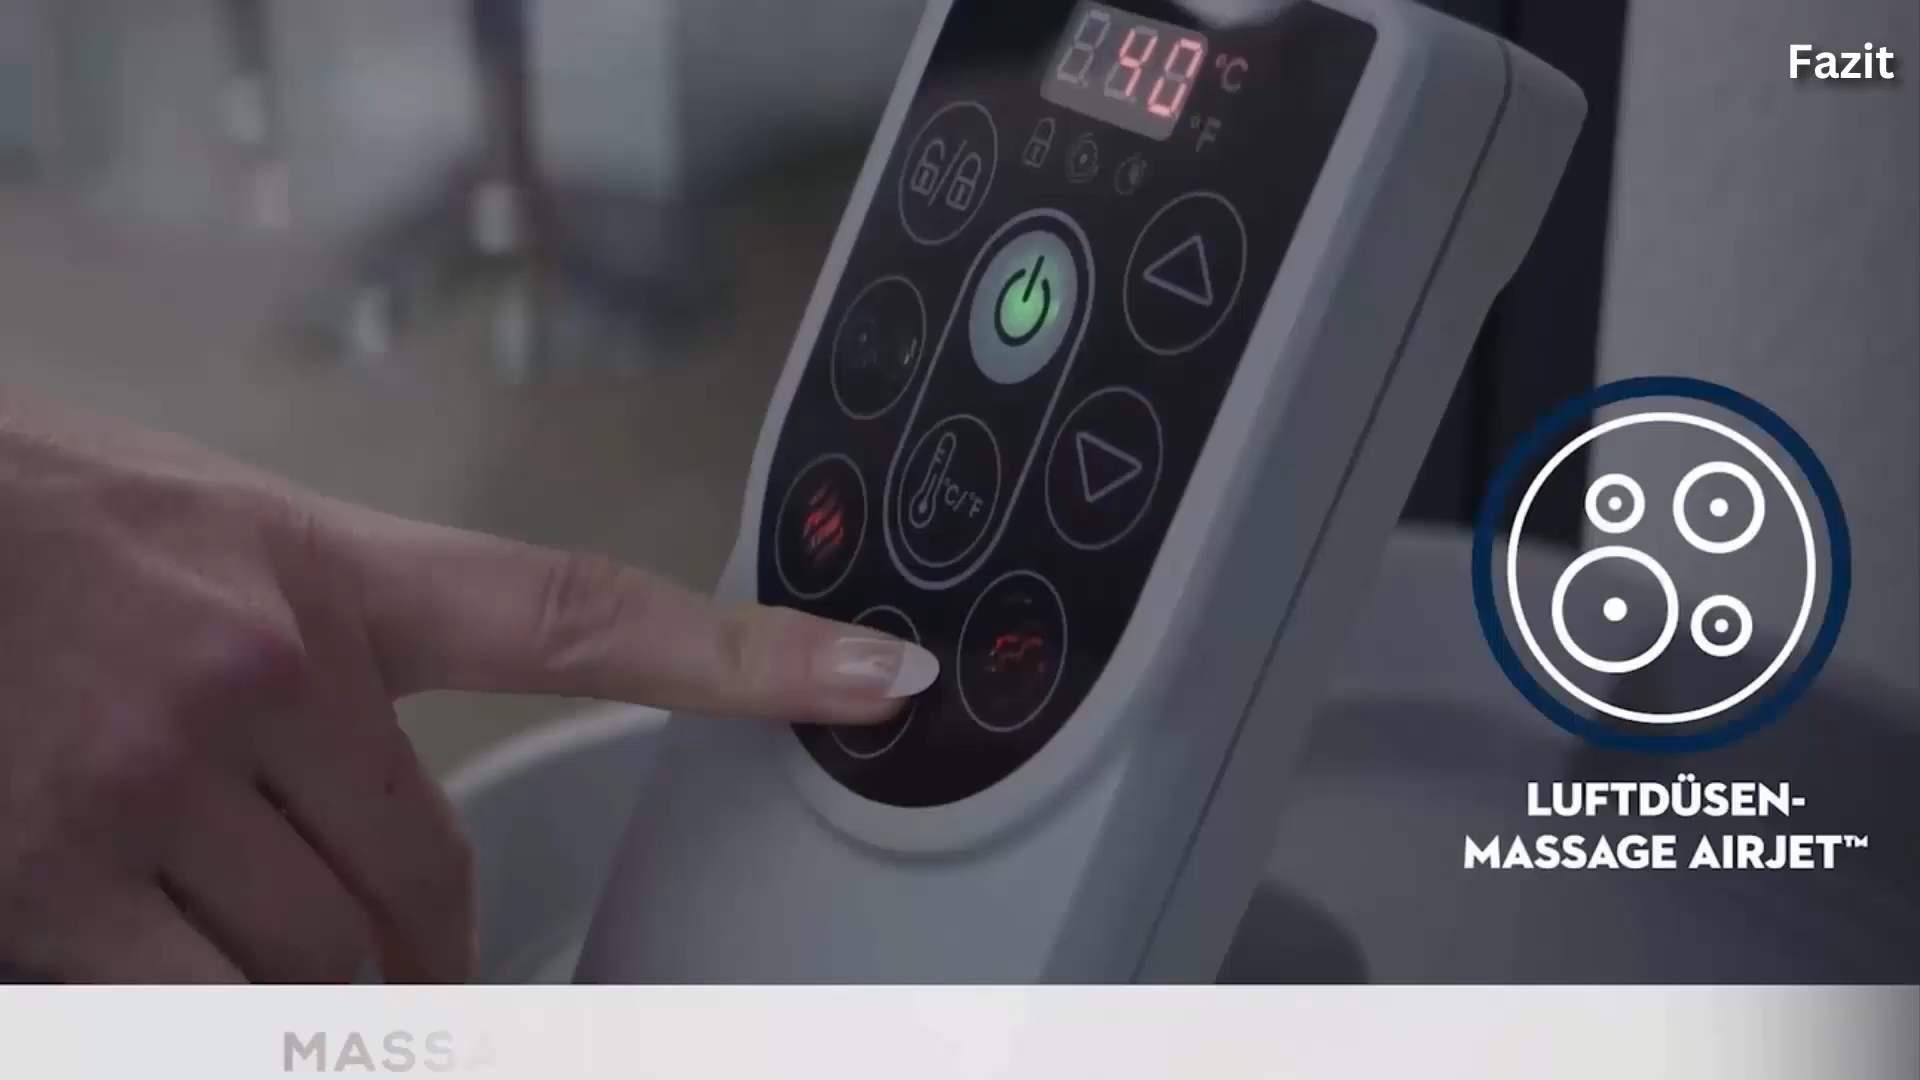 Fazit
40 °C
°F
°C/°F
LUFTDÜSEN-
MASSAGE AIRJET™
MASSA